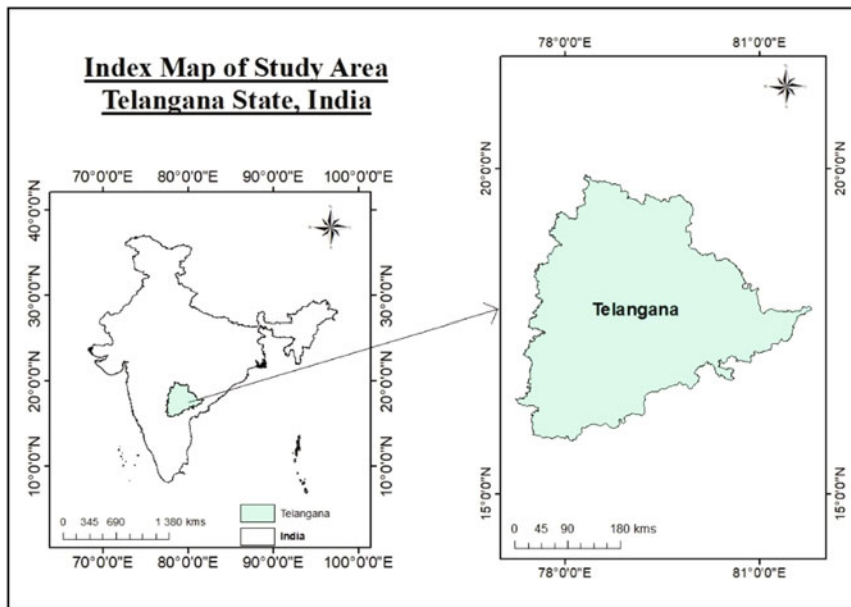 Index Map of Study Area
Telangana State, India
70°0'0"E 80°0'0"E 90°0'0"E 100°0'0"E
40°0'0"N
30°0'0"N
20°0'0"N
10°0'0"N
40°0'0"N
30°0'0"N
20°0'0"N
10°0'0"N
0 345 690 1 380 kms
Telangana
India
70°0'0"E 80°0'0"E 90°0'0"E 100°0'0"E
78°0'0"E 81°0'0"E
20°0'0"N
15°0'0"N
20°0'0"N
15°0'0"N
Telangana
0 45 90 180 kms
78°0'0"E 81°0'0"E